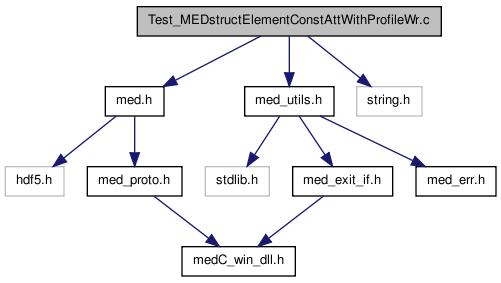 Test_MEDstructElementConstAttWithProfileWr.c
med.h
med_utils.h
string.h
hdf5.h
med_proto.h
stdlib.h
med_exit_if.h
med_err.h
medC_win_dll.h